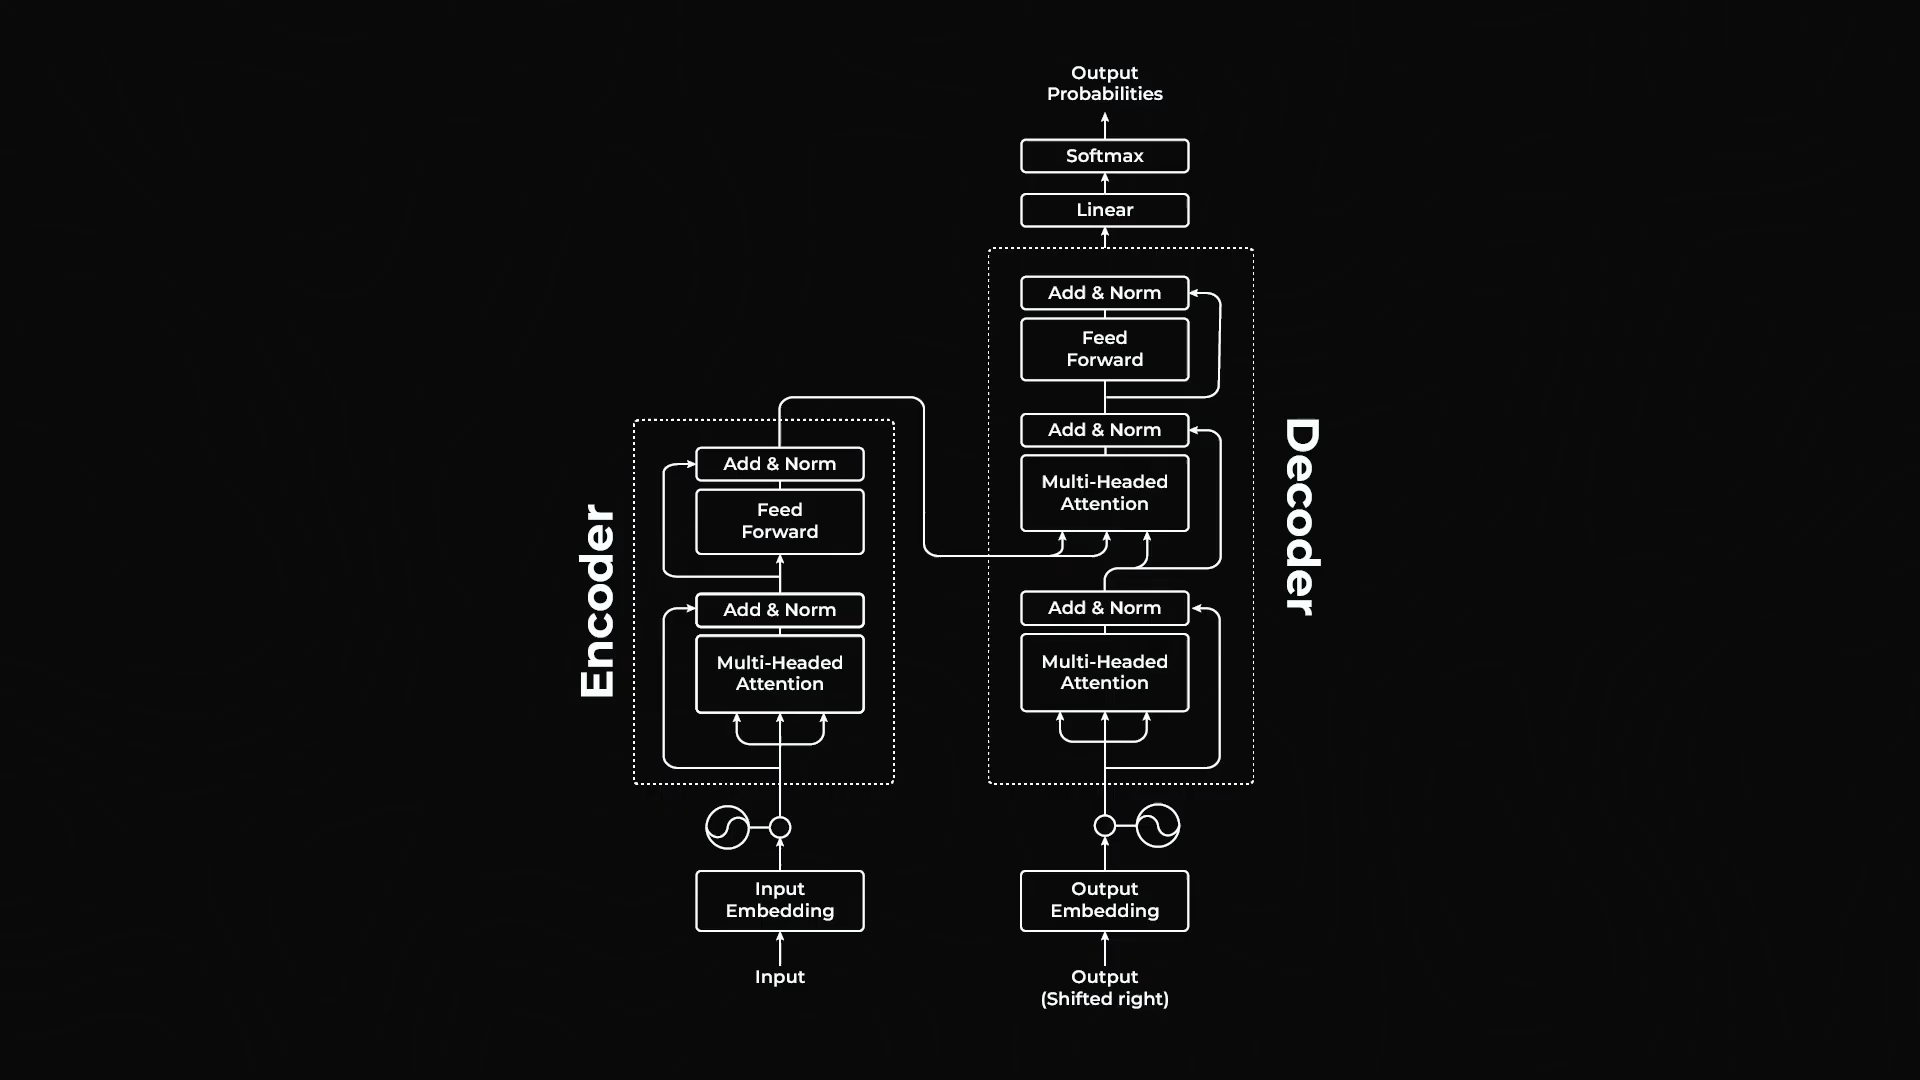 Output
Probabilities
Softmax
Linear
Add & Norm
Feed
Forward
Add & Norm
Multi-Headed
Attention
Add & Norm
Multi-Headed
Attention
Decoder
Output
Embedding
Output
(Shifted right)
Encoder
Add & Norm
Feed
Forward
Add & Norm
Multi-Headed
Attention
Input
Embedding
Input